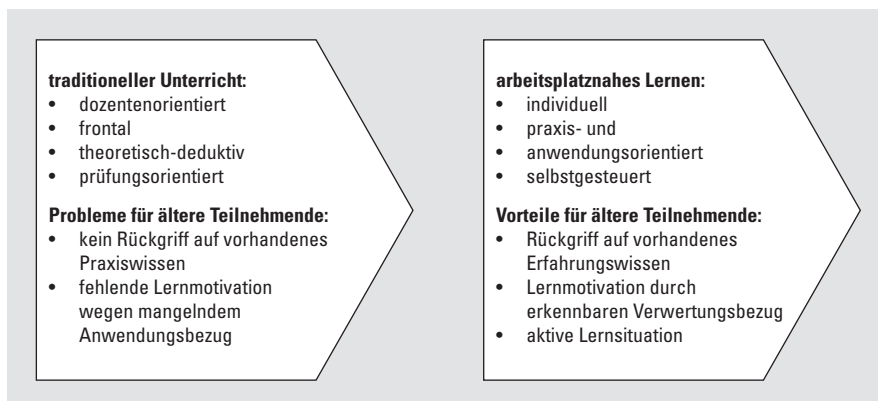 traditioneller Unterricht:
• dozentenorientiert
• frontal
• theoretisch-deduktiv
• prüfungsorientiert
Probleme für ältere Teilnehmende:
• kein Rückgriff auf vorhandenes
Praxiswissen
• fehlende Lernmotivation
wegen mangelndem
Anwendungsbezug
arbeitsplatznahes Lernen:
• individuell
• praxis- und
• anwendungsorientiert
• selbstgesteuert
Vorteile für ältere Teilnehmende:
• Rückgriff auf vorhandenes
Erfahrungswissen
• Lernmotivation durch
erkennbaren Verwertungsbezug
• aktive Lernsituation